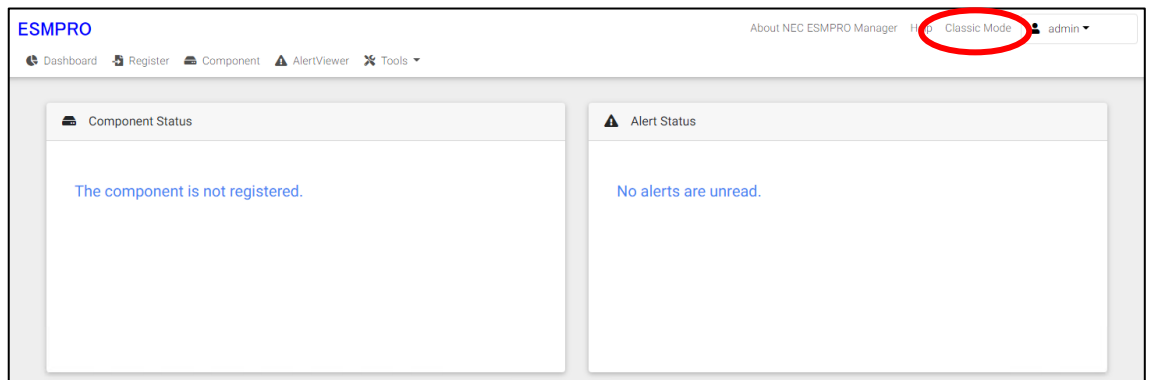 ESMPRO
About NEC ESMPRO Manager Help Classic Mode admin
Dashboard Register Component AlertViewer Tools
Component Status
Alert Status
The component is not registered.
No alerts are unread.